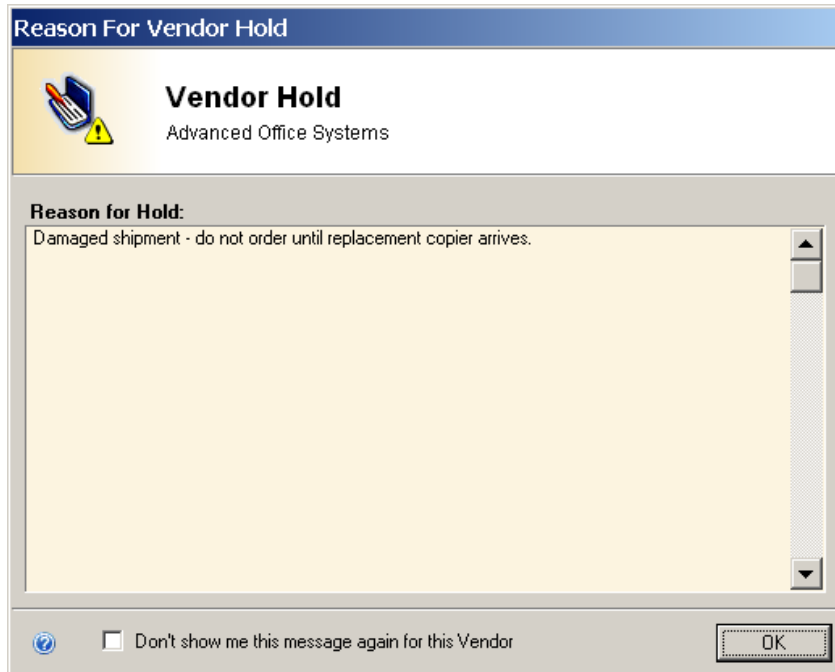 Reason For Vendor Hold
Vendor Hold
Advanced Office Systems
Reason for Hold:
Damaged shipment - do not order until replacement copier arrives.
Don't show me this message again for this Vendor
OK